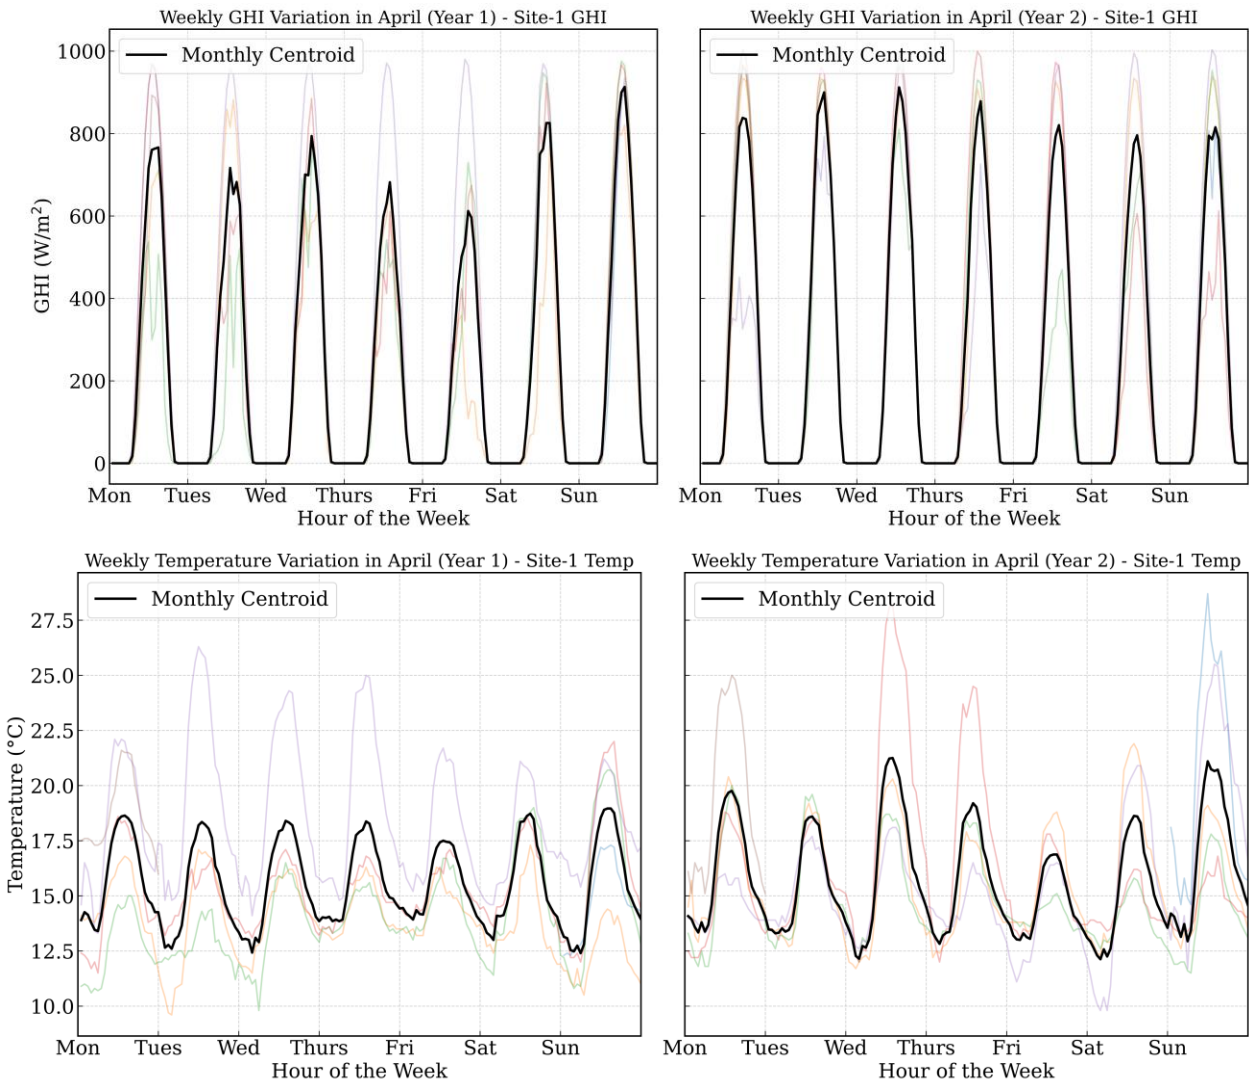 Weekly GHI Variation in April (Year 1) - Site-1 GHI
Monthly Centroid
1000
800
600
400
200
0
GHI (W/m²)
Mon Tues Wed Thurs Fri Sat Sun
Hour of the Week
Weekly GHI Variation in April (Year 2) - Site-1 GHI
Monthly Centroid
Mon Tues Wed Thurs Fri Sat Sun
Hour of the Week
Weekly Temperature Variation in April (Year 1) - Site-1 Temp
Monthly Centroid
27.5
25.0
22.5
20.0
17.5
15.0
12.5
10.0
Temperature (°C)
Mon Tues Wed Thurs Fri Sat Sun
Hour of the Week
Weekly Temperature Variation in April (Year 2) - Site-1 Temp
Monthly Centroid
Mon Tues Wed Thurs Fri Sat Sun
Hour of the Week